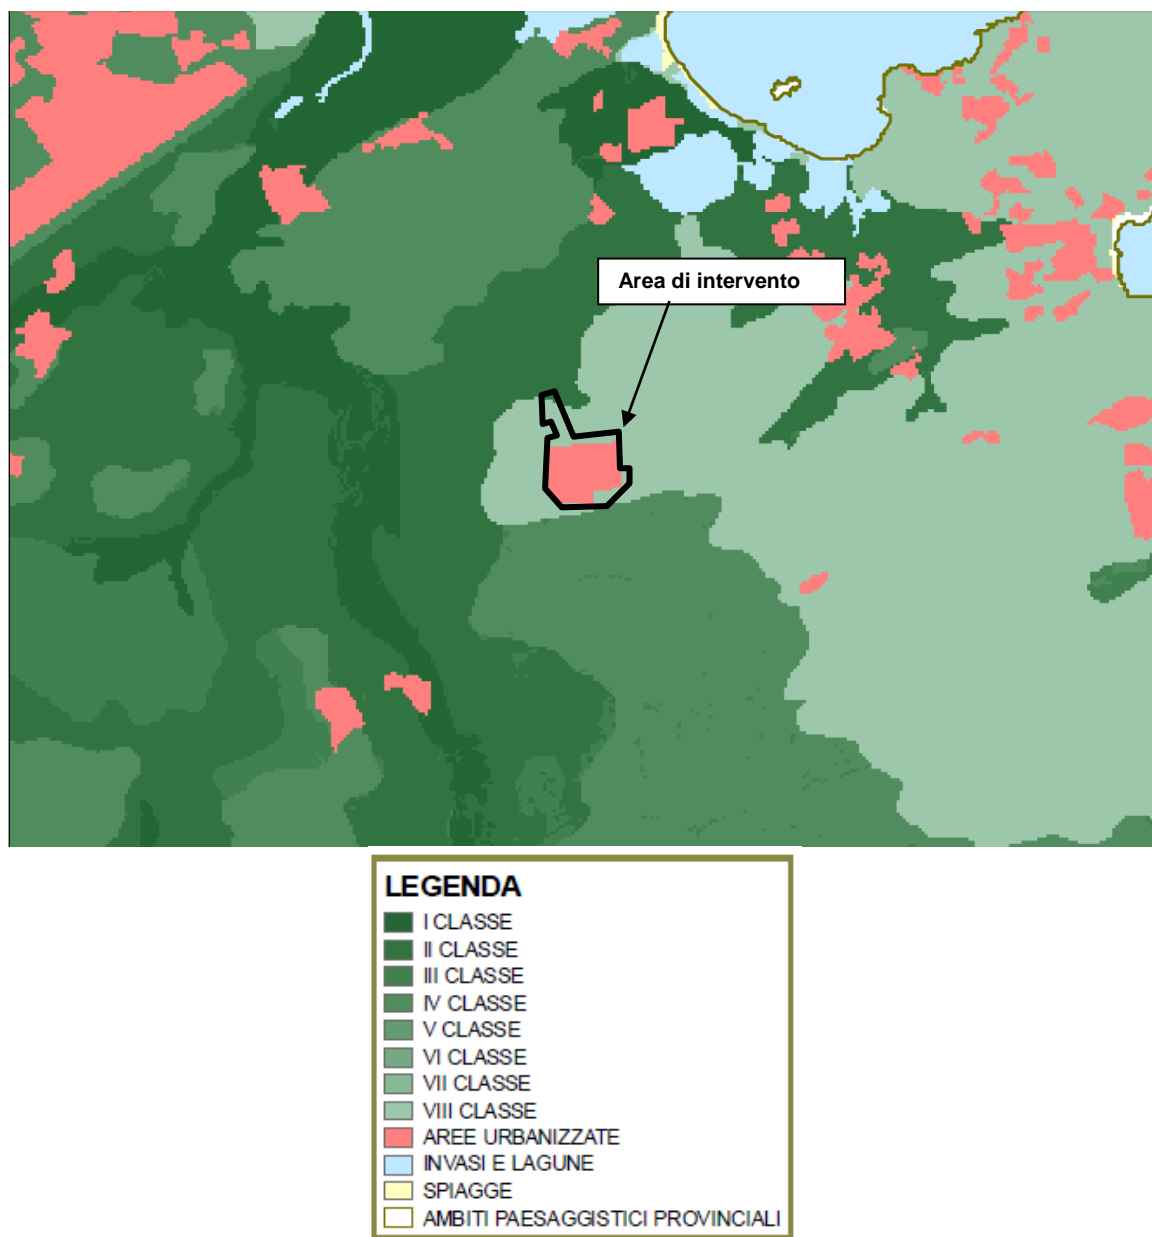 Area di intervento
LEGENDA
I CLASSE
II CLASSE
III CLASSE
IV CLASSE
V CLASSE
VI CLASSE
VII CLASSE
VIII CLASSE
AREE URBANIZZATE
INVASI E LAGUNE
SPIAGGE
AMBITI PAESAGGISTICI PROVINCIALI